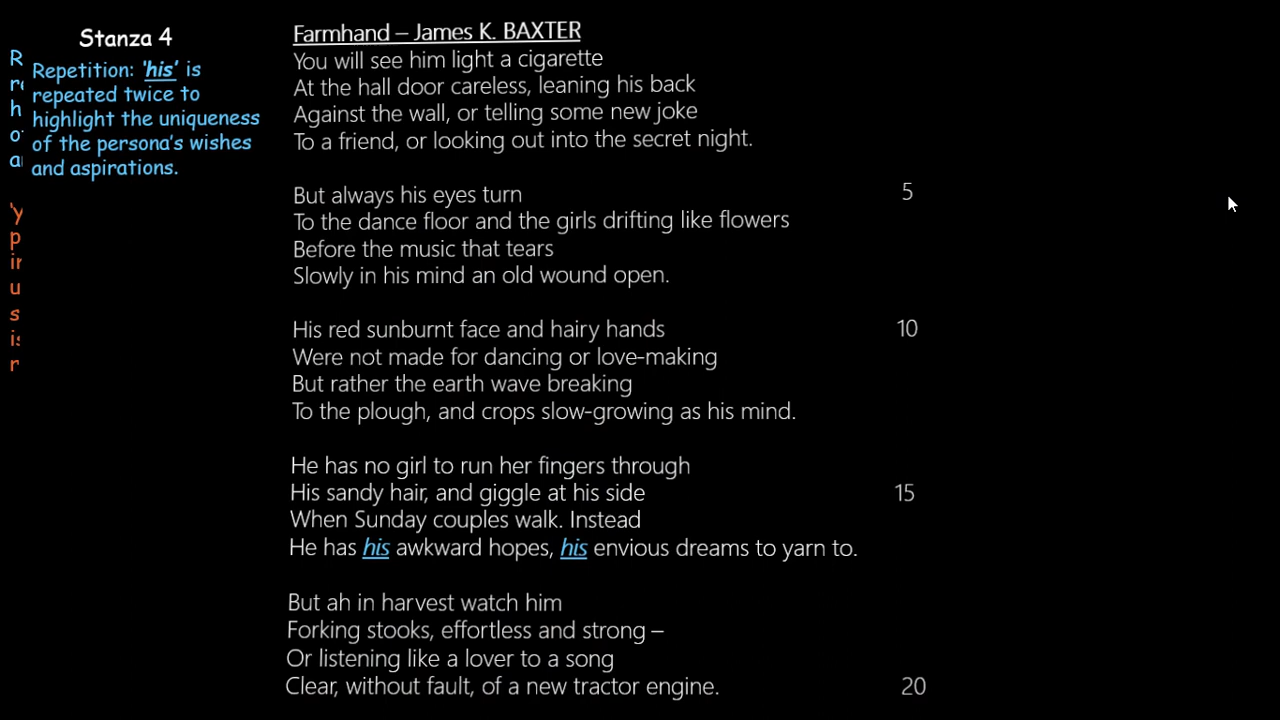 Stanza 4
Repetition: 'his' is
repeated twice to
highlight the uniqueness
of the persona's wishes
and aspirations.
Farmhand – James K. BAXTER
You will see him light a cigarette
At the hall door careless, leaning his back
Against the wall, or telling some new joke
To a friend, or looking out into the secret night.
But always his eyes turn 5
To the dance floor and the girls drifting like flowers
Before the music that tears
Slowly in his mind an old wound open.
His red sunburnt face and hairy hands 10
Were not made for dancing or love-making
But rather the earth wave breaking
To the plough, and crops slow-growing as his mind.
He has no girl to run her fingers through
His sandy hair, and giggle at his side 15
When Sunday couples walk. Instead
He has his awkward hopes, his envious dreams to yarn to.
But ah in harvest watch him
Forking stooks, effortless and strong –
Or listening like a lover to a song
Clear, without fault, of a new tractor engine. 20